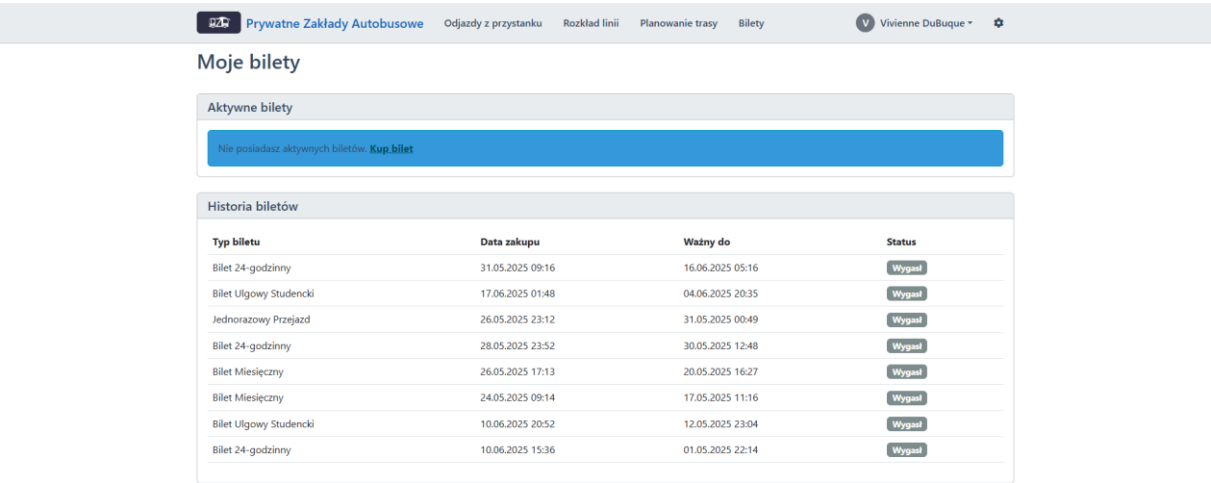 PZA Prywatne Zakłady Autobusowe Odjazdy z przystanku Rozkład linii Planowanie trasy Bilety V Vivienne DuBuque
Moje bilety
Aktywne bilety
Nie posiadasz aktywnych biletów. Kup bilet
Historia biletów
Typ biletu Data zakupu Ważny do Status
Bilet 24-godzinny 31.05.2025 09:16 16.06.2025 05:16 Wygasł
Bilet Ulgowy Studencki 17.06.2025 01:48 04.06.2025 20:35 Wygasł
Jednorazowy Przejazd 26.05.2025 23:12 31.05.2025 00:49 Wygasł
Bilet 24-godzinny 28.05.2025 23:52 30.05.2025 12:48 Wygasł
Bilet Miesięczny 26.05.2025 17:13 20.05.2025 16:27 Wygasł
Bilet Miesięczny 24.05.2025 09:14 17.05.2025 11:16 Wygasł
Bilet Ulgowy Studencki 10.06.2025 20:52 12.05.2025 23:04 Wygasł
Bilet 24-godzinny 10.06.2025 15:36 01.05.2025 22:14 Wygasł